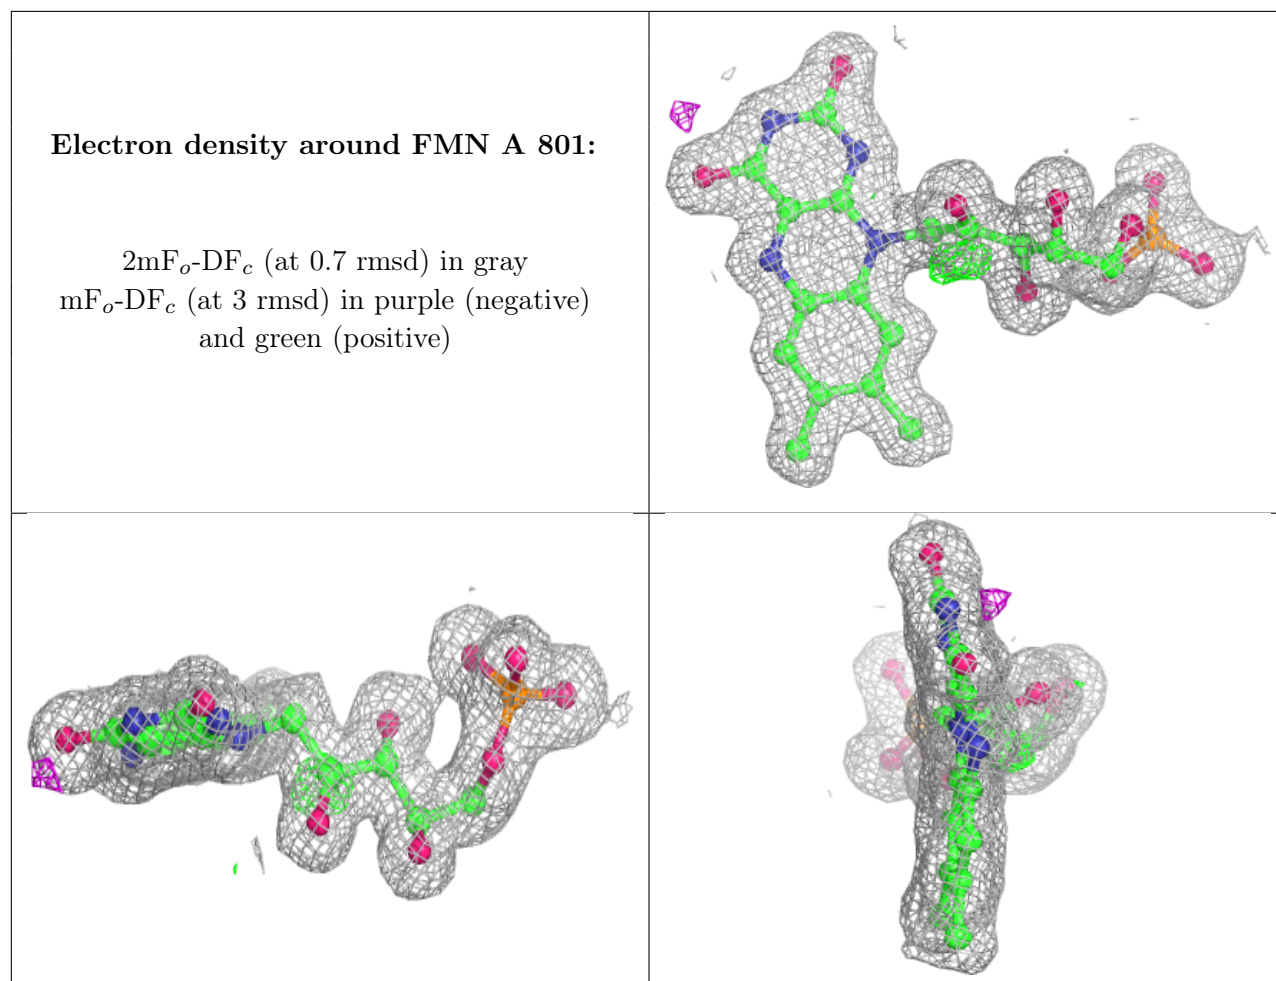 Electron density around FMN A 801:
2mFo-DFc (at 0.7 rmsd) in gray
mFo-DFc (at 3 rmsd) in purple (negative)
and green (positive)